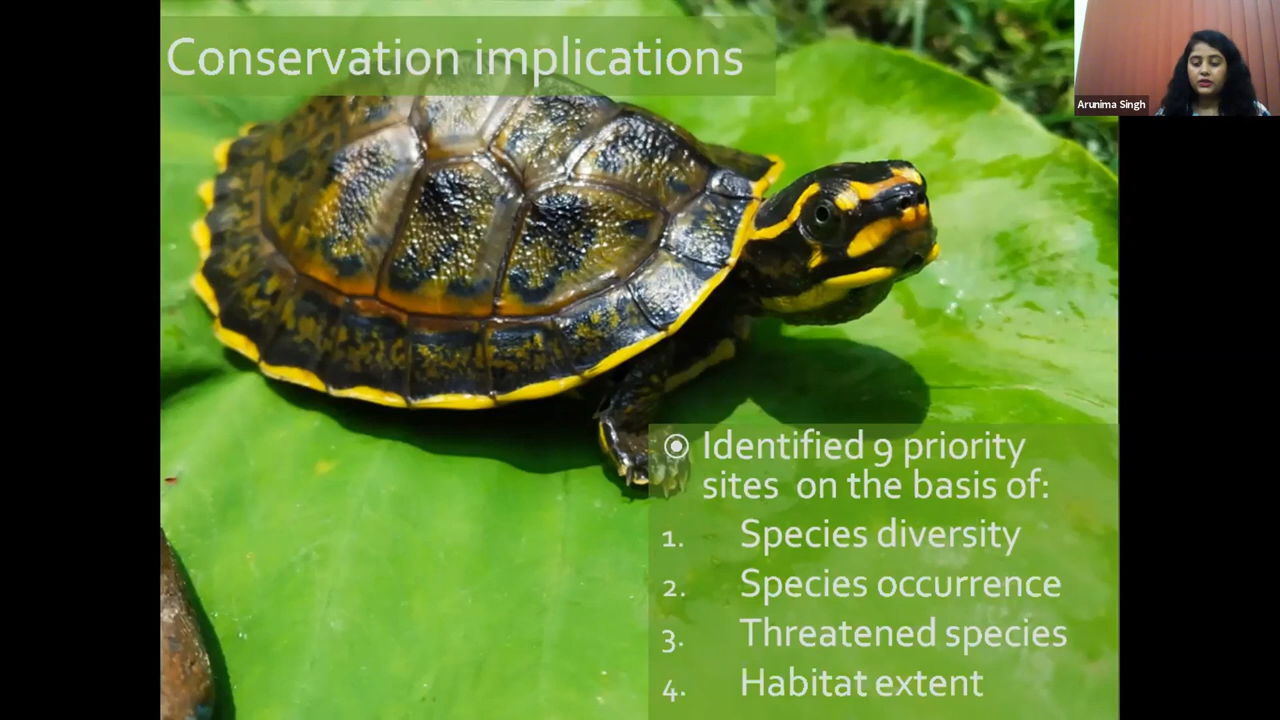 Conservation implications
Arunima Singh
Identified 9 priority
sites on the basis of:
1. Species diversity
2. Species occurrence
3. Threatened species
4. Habitat extent